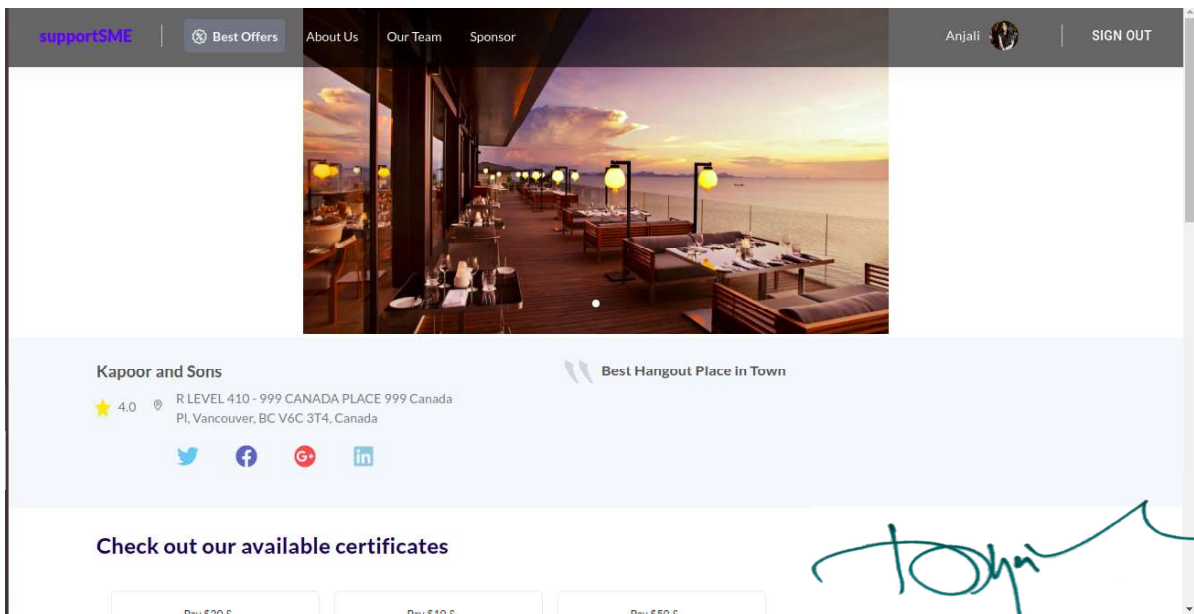 supportSME
Best Offers
About Us
Our Team
Sponsor
Anjali
SIGN OUT
Kapoor and Sons
Best Hangout Place in Town
4.0
R LEVEL 410 - 999 CANADA PLACE 999 Canada
Pl, Vancouver, BC V6C 3T4, Canada
Check out our available certificates